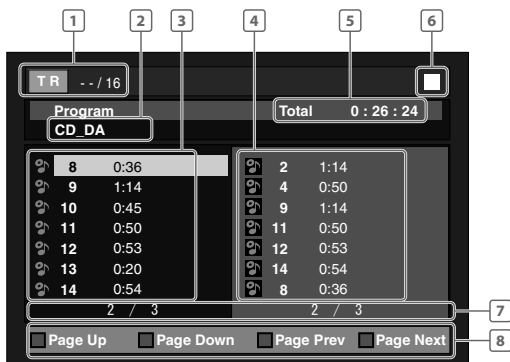 1 2 3 4 5 6
TR --/16
Program Total 0:26:24
CD_DA
8 0:36 2 1:14
9 1:14 4 0:50
10 0:45 9 1:14
11 0:50 11 0:50
12 0:53 12 0:53
13 0:20 14 0:54
14 0:54 8 0:36
2 / 3 2 / 3 7
Page Up Page Down Page Prev Page Next 8